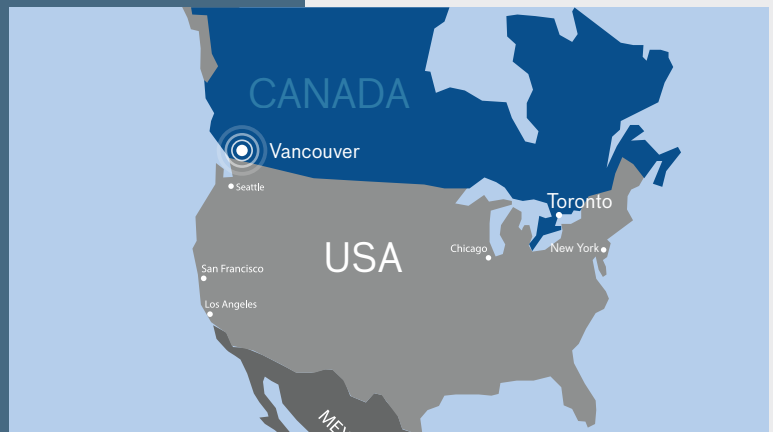 CANADA
Vancouver
Seattle
Toronto
USA
Chicago
New York
San Francisco
Los Angeles